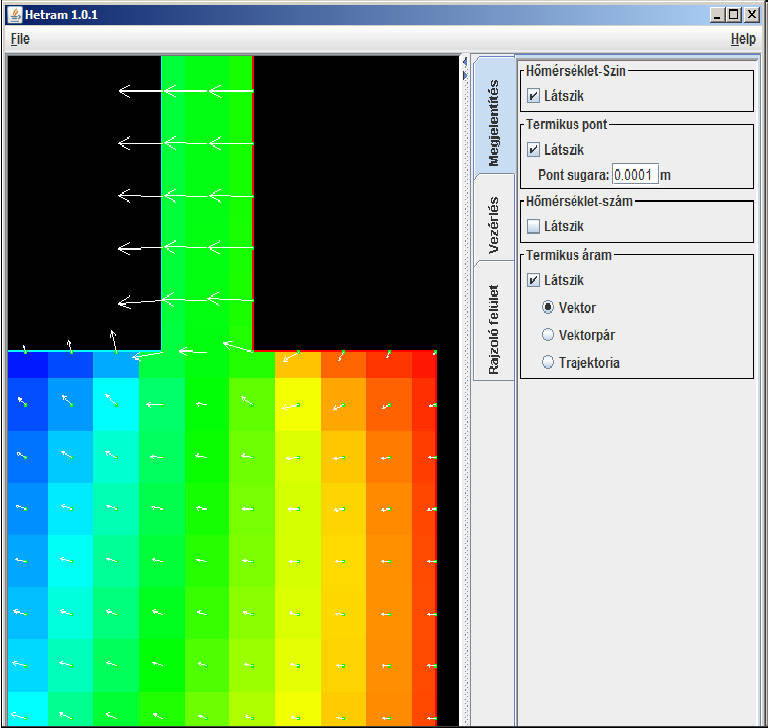 Hetram 1.0.1
File
Help
Megjelenítés
Vezérlés
Rajzoló felület
Hőmérséklet-Szin
Látszik
Termikus pont
Látszik
Pont sugara: 0.0001 m
Hőmérséklet-szám
Látszik
Termikus áram
Látszik
Vektor
Vektorpár
Trajektoria